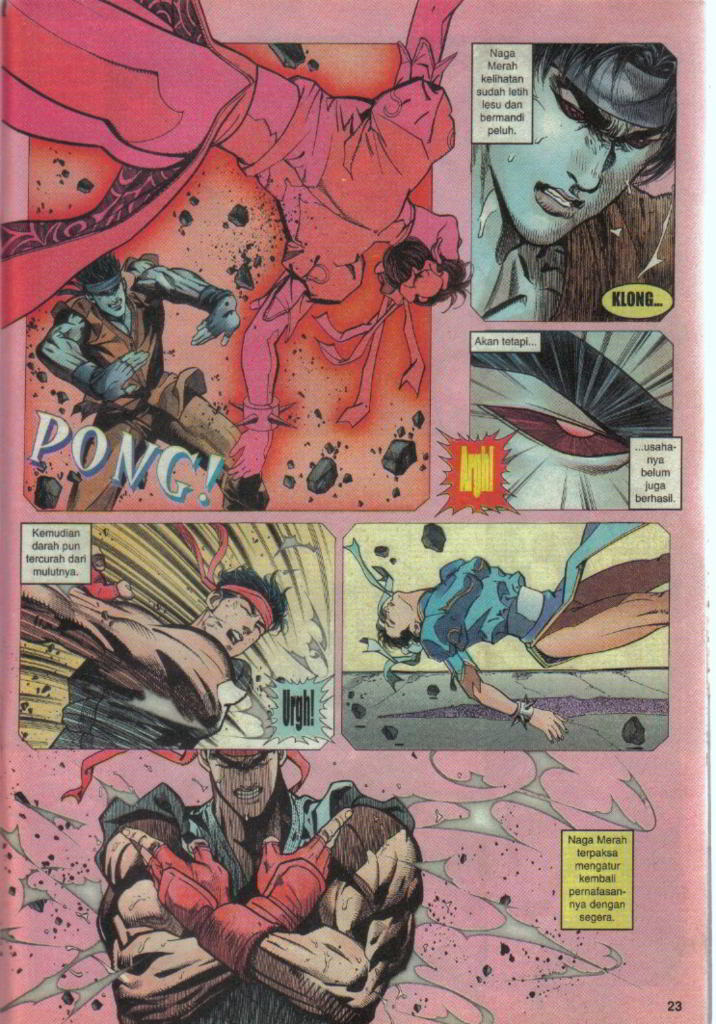 Naga
Merah
kelihatan
sudah letih
lesu dan
bermandi
peluh.
KLONG...
PONG!
Akan tetapi...
Argh!
...usaha-
nya
belum
juga
berhasil.
Kemudian
darah pun
tercurah dari
mulutnya.
Urgh!
Naga Merah
terpaksa
mengatur
kembali
pernafasan-
nya dengan
segera.
23